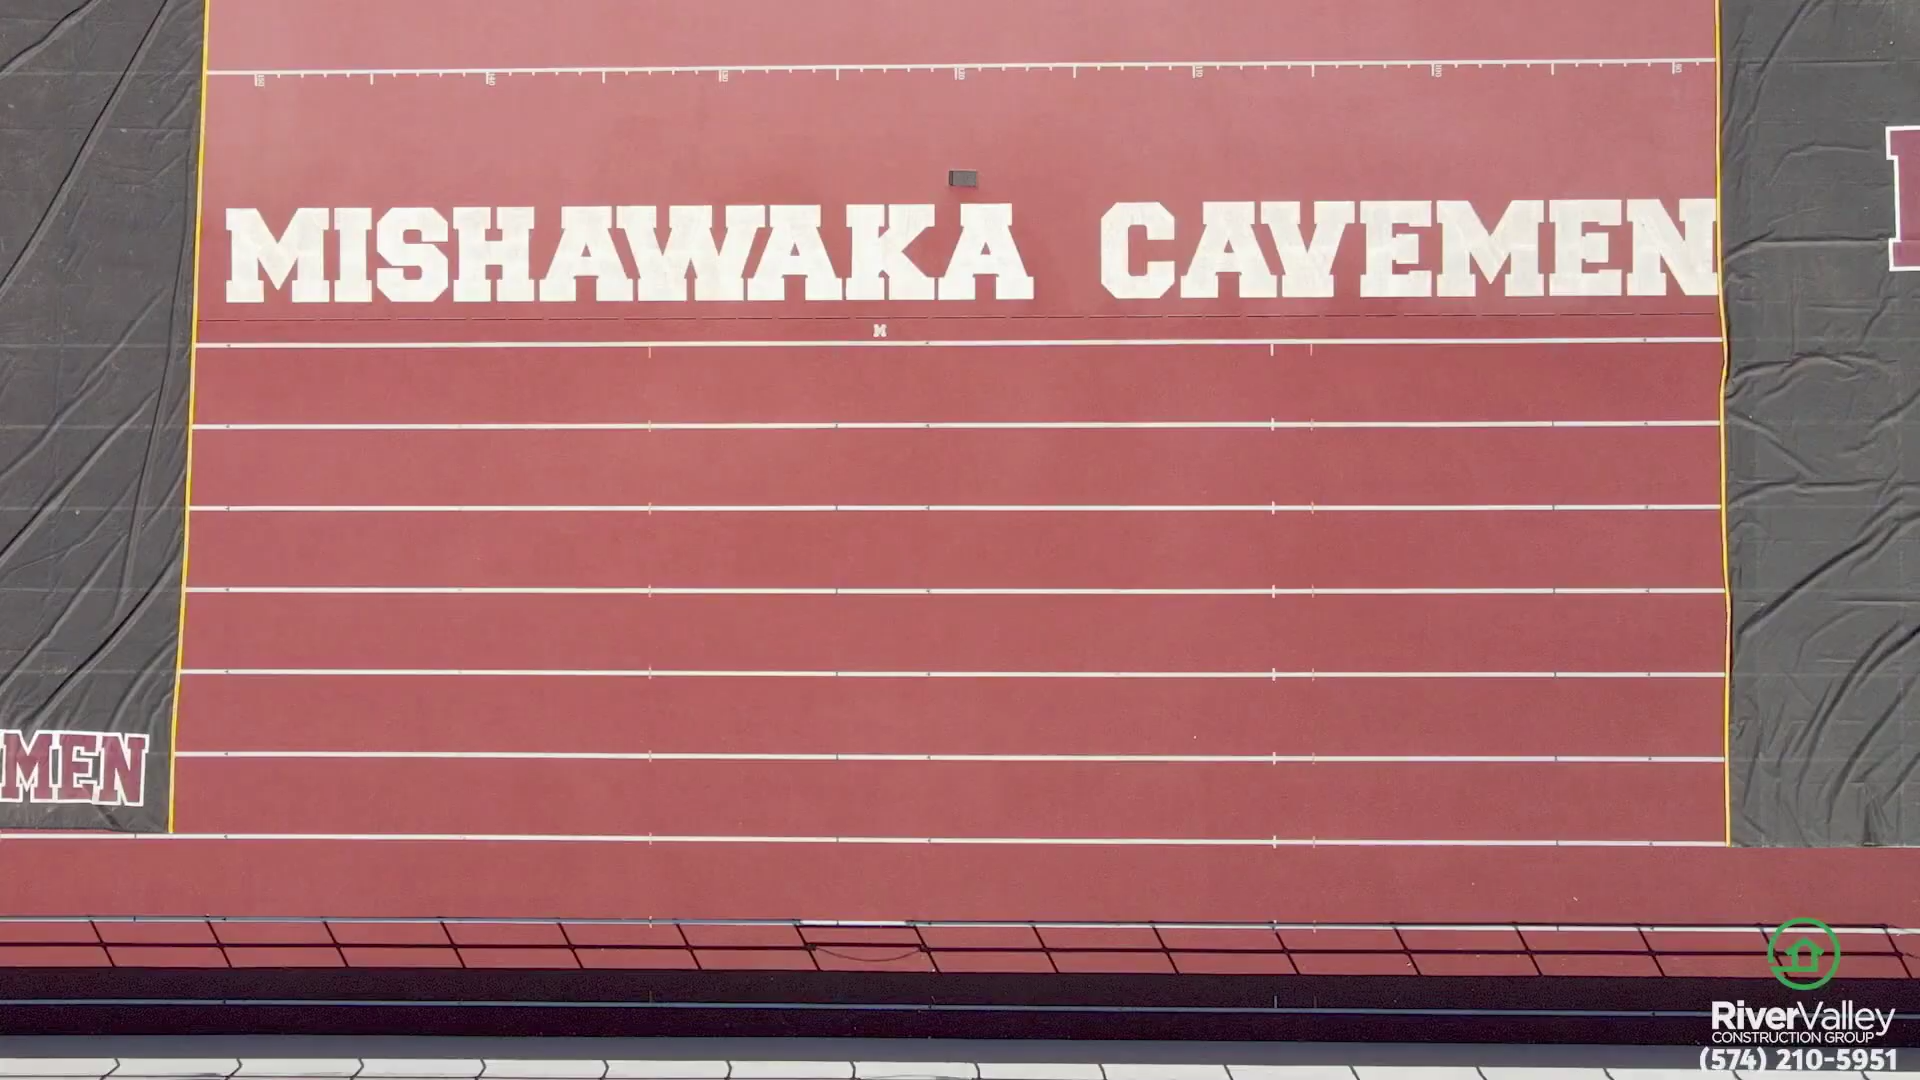 MISHAWAKA CAVEMEN
M
MEN
RiverValley
CONSTRUCTION GROUP
(574) 210-5951